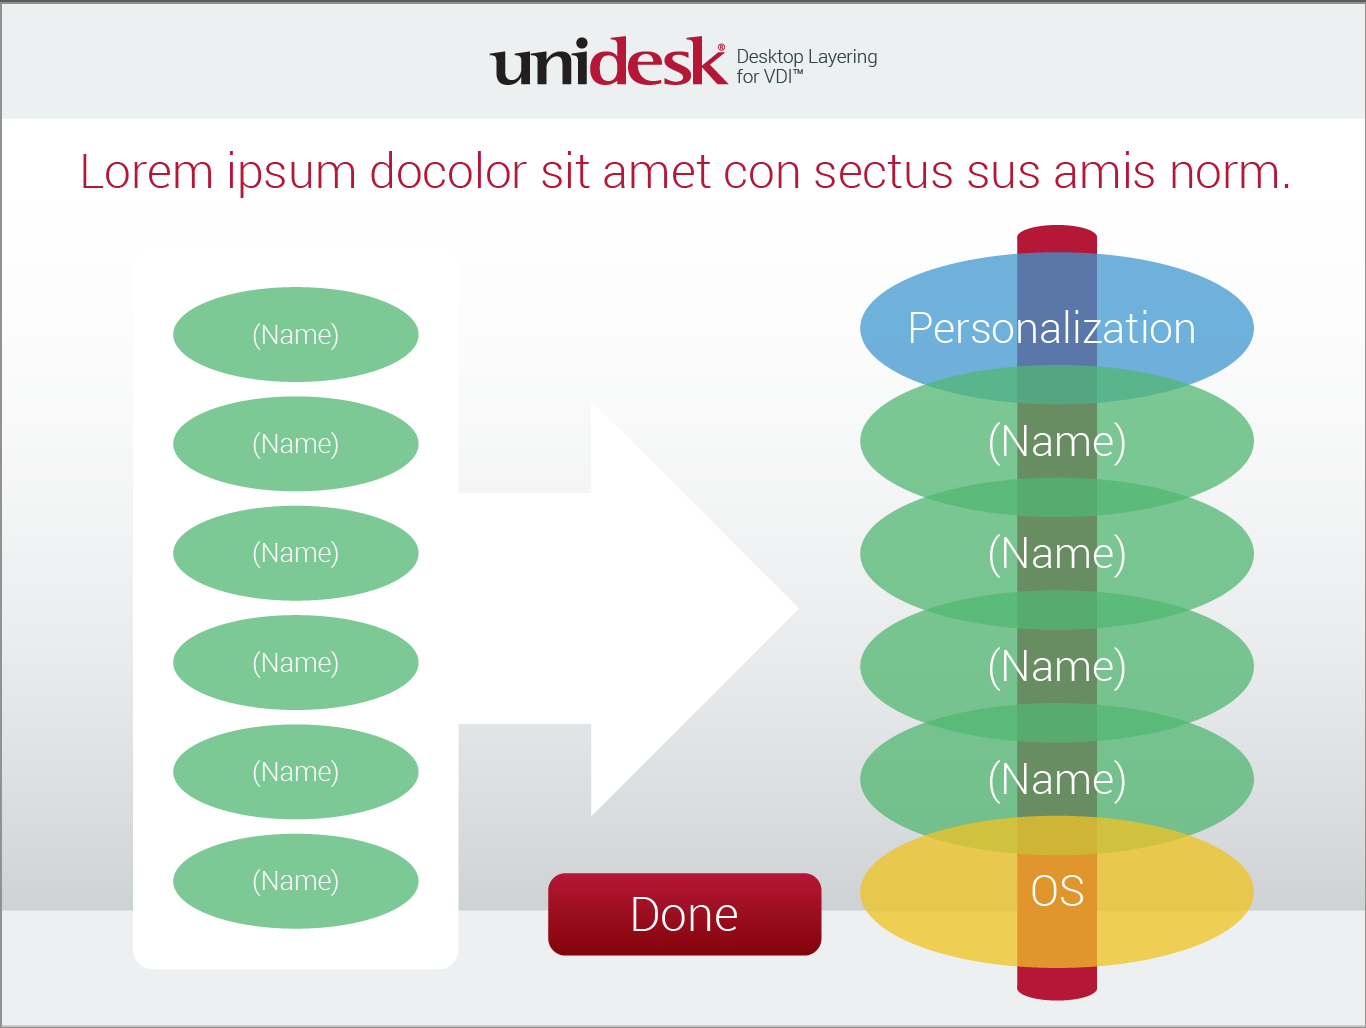 unidesk® Desktop Layering
for VDI™
Lorem ipsum docolor sit amet con sectus sus amis norm.
(Name)
(Name)
(Name)
(Name)
(Name)
(Name)
Done
Personalization
(Name)
(Name)
(Name)
(Name)
OS